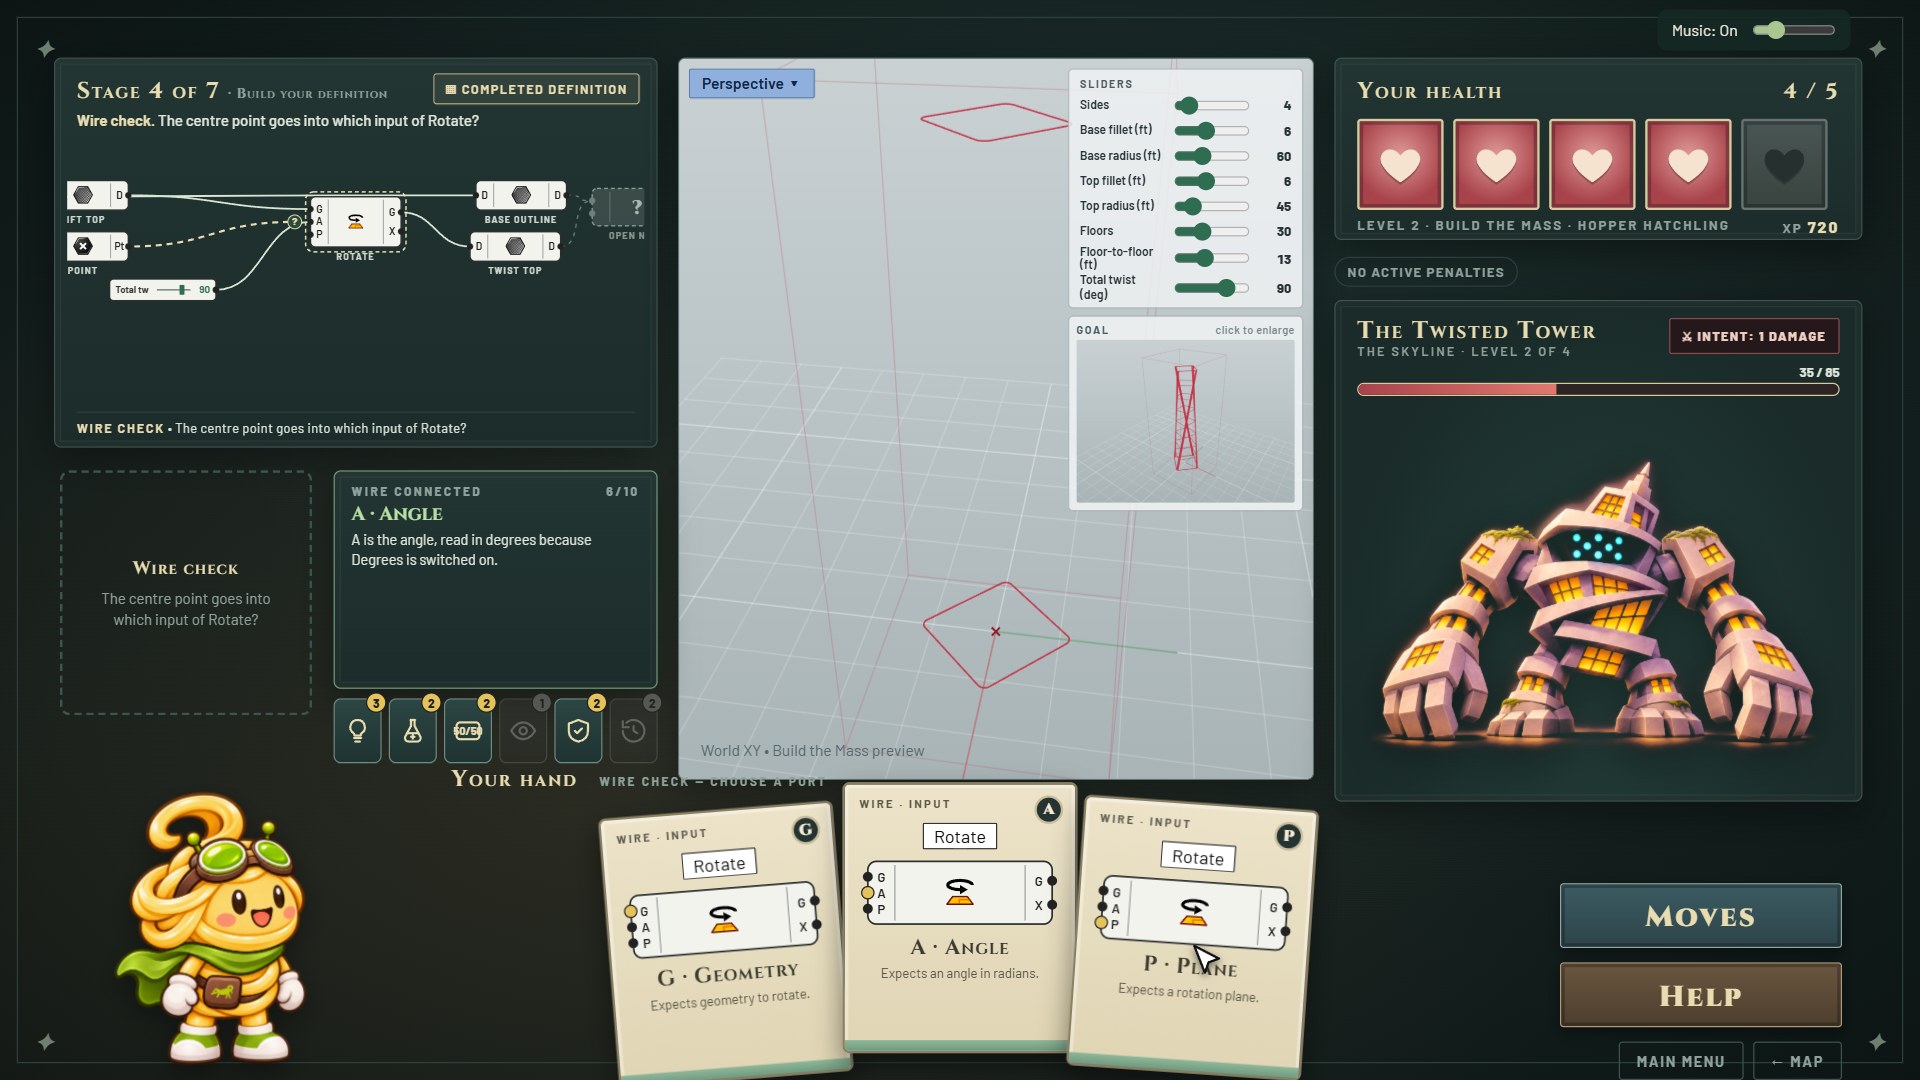 Music: On
STAGE 4 OF 7 · BUILD YOUR DEFINITION
COMPLETED DEFINITION
Wire check. The centre point goes into which input of Rotate?
D
IFT TOP
Pt
POINT
Total tw 90
?
G
A
P
G
X
ROTATE
D D
BASE OUTLINE
D D
TWIST TOP
?
OPEN N
WIRE CHECK • The centre point goes into which input of Rotate?
WIRE CHECK
The centre point goes into
which input of Rotate?
WIRE CONNECTED 6/10
A · ANGLE
A is the angle, read in degrees because
Degrees is switched on.
3
2
2
50/50
1
2
2
Perspective ▾
SLIDERS
Sides 4
Base fillet (ft) 6
Base radius (ft) 60
Top fillet (ft) 6
Top radius (ft) 45
Floors 30
Floor-to-floor
(ft) 13
Total twist
(deg) 90
GOAL click to enlarge
World XY • Build the Mass preview
YOUR HEALTH 4 / 5
LEVEL 2 · BUILD THE MASS · HOPPER HATCHLING XP 720
NO ACTIVE PENALTIES
THE TWISTED TOWER
THE SKYLINE · LEVEL 2 OF 4
INTENT: 1 DAMAGE
35 / 85
YOUR HAND WIRE CHECK – CHOOSE A PORT
WIRE · INPUT G
Rotate
G
A
P
G
X
G · GEOMETRY
Expects geometry to rotate.
WIRE · INPUT A
Rotate
G
A
P
G
X
A · ANGLE
Expects an angle in radians.
WIRE · INPUT P
Rotate
G
A
P
G
X
P · PLANE
Expects a rotation plane.
MOVES
HELP
MAIN MENU
← MAP